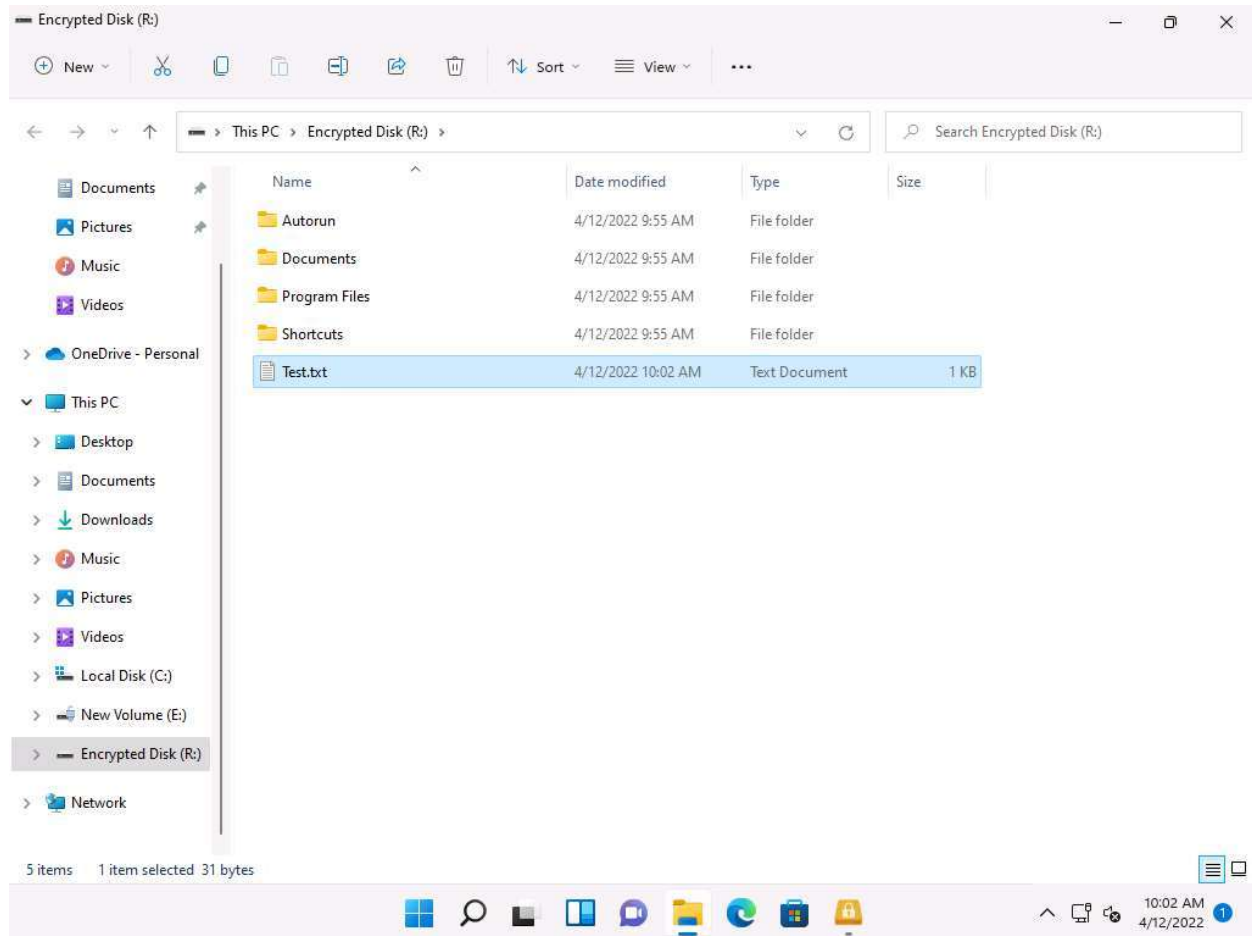 Encrypted Disk (R:)
New
Sort
View
This PC > Encrypted Disk (R:) >
Search Encrypted Disk (R:)
Documents
Pictures
Music
Videos
OneDrive - Personal
This PC
Desktop
Documents
Downloads
Music
Pictures
Videos
Local Disk (C:)
New Volume (E:)
Encrypted Disk (R:)
Network
Name Date modified Type Size
Autorun 4/12/2022 9:55 AM File folder
Documents 4/12/2022 9:55 AM File folder
Program Files 4/12/2022 9:55 AM File folder
Shortcuts 4/12/2022 9:55 AM File folder
Test.txt 4/12/2022 10:02 AM Text Document 1 KB
5 items 1 item selected 31 bytes
10:02 AM
4/12/2022
1